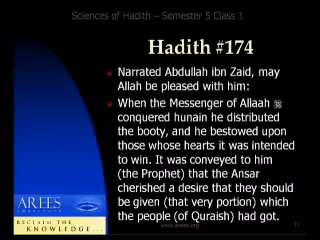 Sciences of Hadith – Semester 5 Class 1
Hadith #174
Narrated Abdullah ibn Zaid, may
Allah be pleased with him:
When the Messenger of Allaah ﷺ
conquered hunain he distributed
the booty, and he bestowed upon
those whose hearts it was intended
to win. It was conveyed to him
(the Prophet) that the Ansar
cherished a desire that they should
be given (that very portion) which
the people (of Quraish) had got.
AREES
RECLAIM THE
KNOWLEDGE...
www.arees.org
11